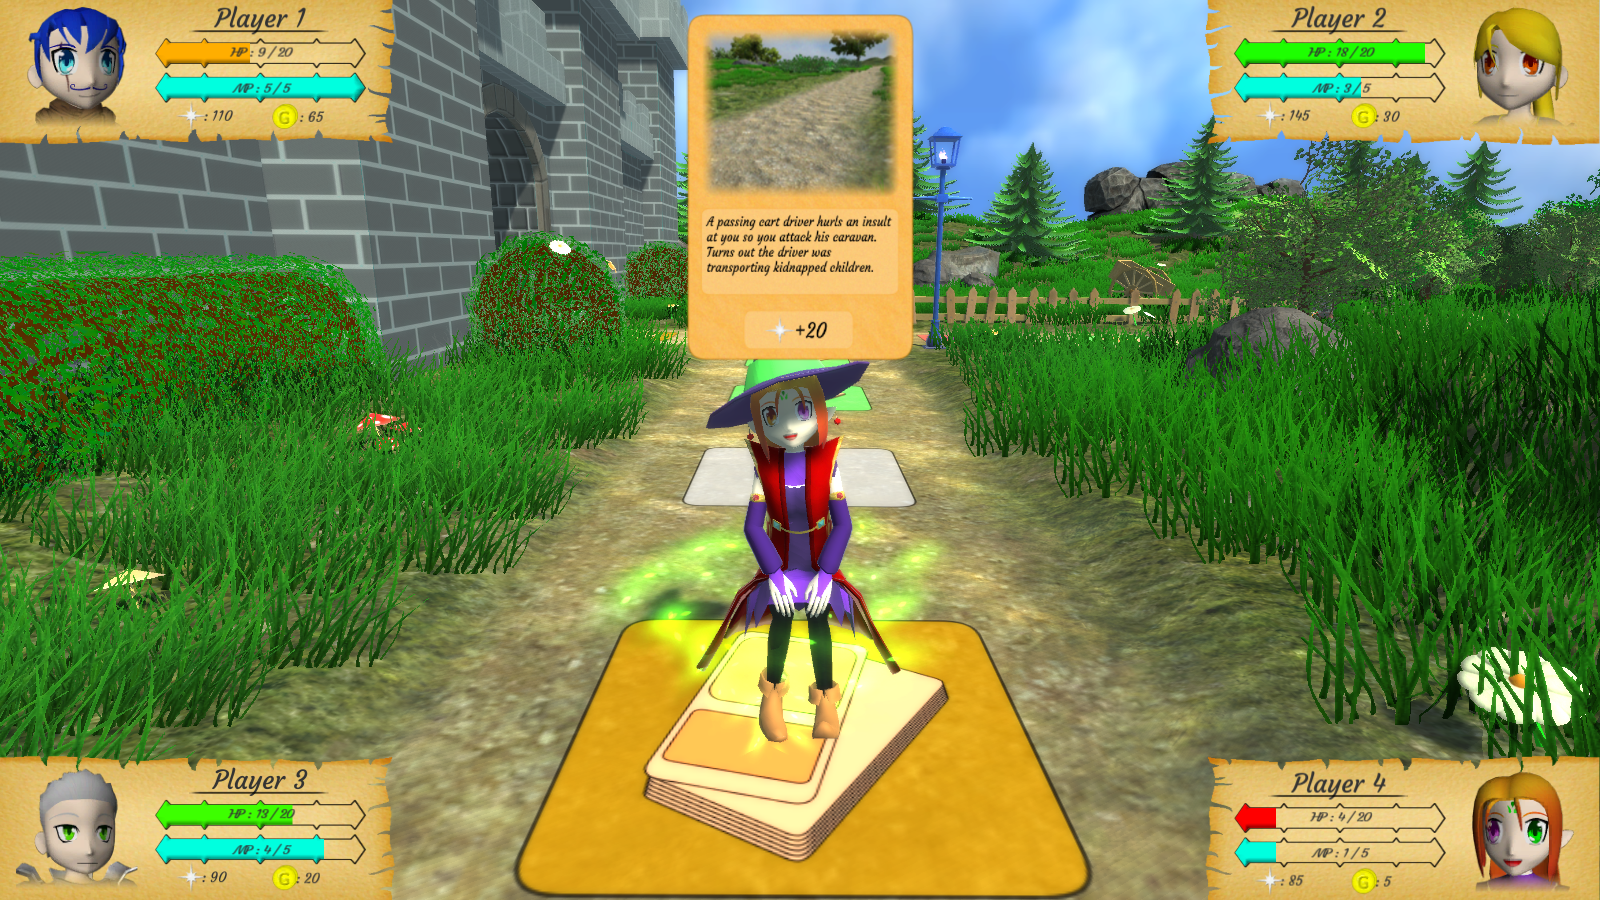 Player 1
HP: 9/20
MP: 5/5
: 110
G : 65
Player 2
HP: 18/20
MP: 3/5
: 145
G : 30
A passing cart driver hurls an insult
at you so you attack his caravan.
Turns out the driver was
transporting kidnapped children.
+20
Player 3
HP: 13/20
MP: 4/5
: 90
G : 20
Player 4
HP: 4/20
MP: 1/5
: 85
G : 5